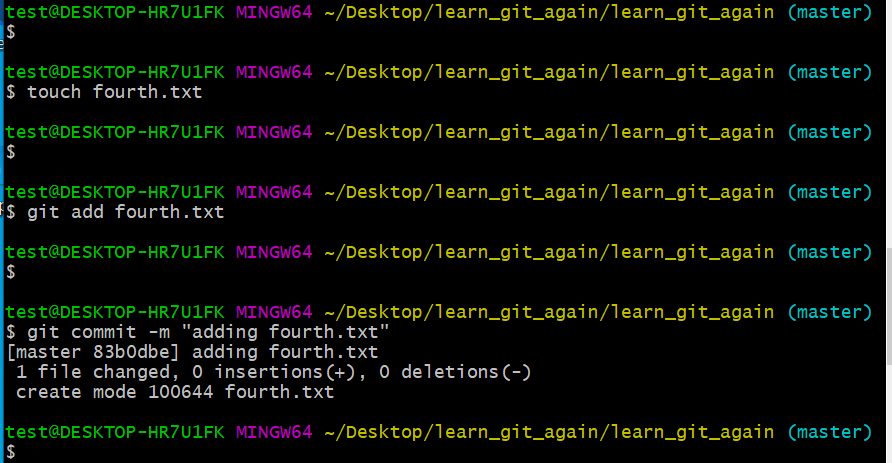 test@DESKTOP-HR7U1FK MINGW64 ~/Desktop/learn_git_again/learn_git_again (master)
$
test@DESKTOP-HR7U1FK MINGW64 ~/Desktop/learn_git_again/learn_git_again (master)
$ touch fourth.txt
test@DESKTOP-HR7U1FK MINGW64 ~/Desktop/learn_git_again/learn_git_again (master)
$
test@DESKTOP-HR7U1FK MINGW64 ~/Desktop/learn_git_again/learn_git_again (master)
$ git add fourth.txt
test@DESKTOP-HR7U1FK MINGW64 ~/Desktop/learn_git_again/learn_git_again (master)
$
test@DESKTOP-HR7U1FK MINGW64 ~/Desktop/learn_git_again/learn_git_again (master)
$ git commit -m "adding fourth.txt"
[master 83b0dbe] adding fourth.txt
 1 file changed, 0 insertions(+), 0 deletions(-)
 create mode 100644 fourth.txt
test@DESKTOP-HR7U1FK MINGW64 ~/Desktop/learn_git_again/learn_git_again (master)
$